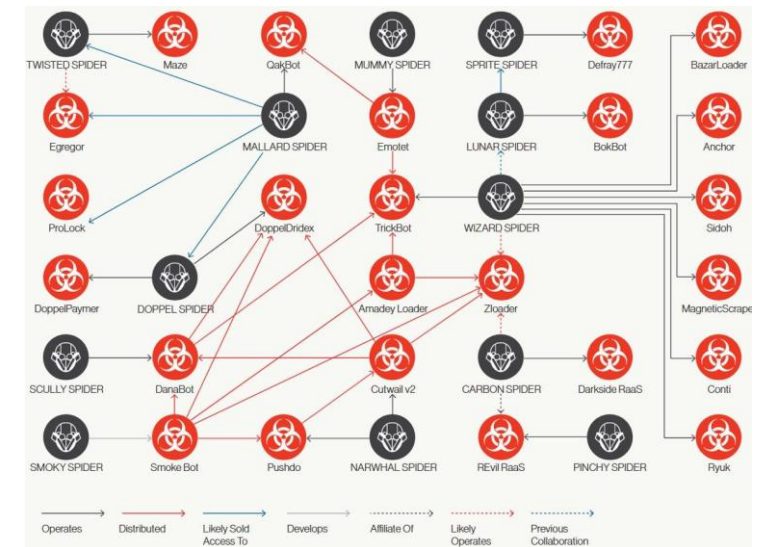 TWISTED SPIDER
Maze
QakBot
MUMMY SPIDER
SPRITE SPIDER
Defray777
BazarLoader
Egregor
MALLARD SPIDER
Emotet
LUNAR SPIDER
BokBot
Anchor
ProLock
DoppelDridex
TrickBot
WIZARD SPIDER
Sidoh
DoppelPaymer
DOPPEL SPIDER
Amadey Loader
Zloader
MagneticScrape
SCULLY SPIDER
DanaBot
Cutwail v2
CARBON SPIDER
Darkside RaaS
Conti
SMOKY SPIDER
Smoke Bot
Pushdo
NARWHAL SPIDER
REvil RaaS
PINCHY SPIDER
Ryuk
Operates
Distributed
Likely Sold
Access To
Develops
Affiliate Of
Likely
Operates
Previous
Collaboration